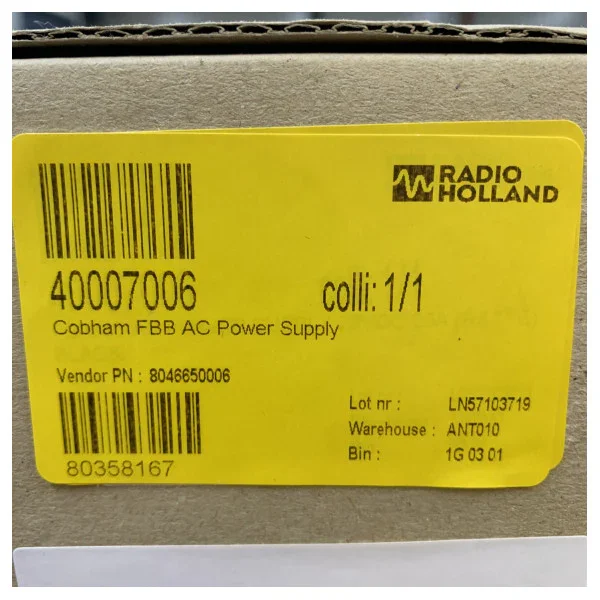 RADIO
HOLLAND
40007006 colli: 1/1
Cobham FBB AC Power Supply
Vendor PN : 8046650006
Lot nr : LN57103719
Warehouse : ANT010
Bin : 1G 03 01
80358167